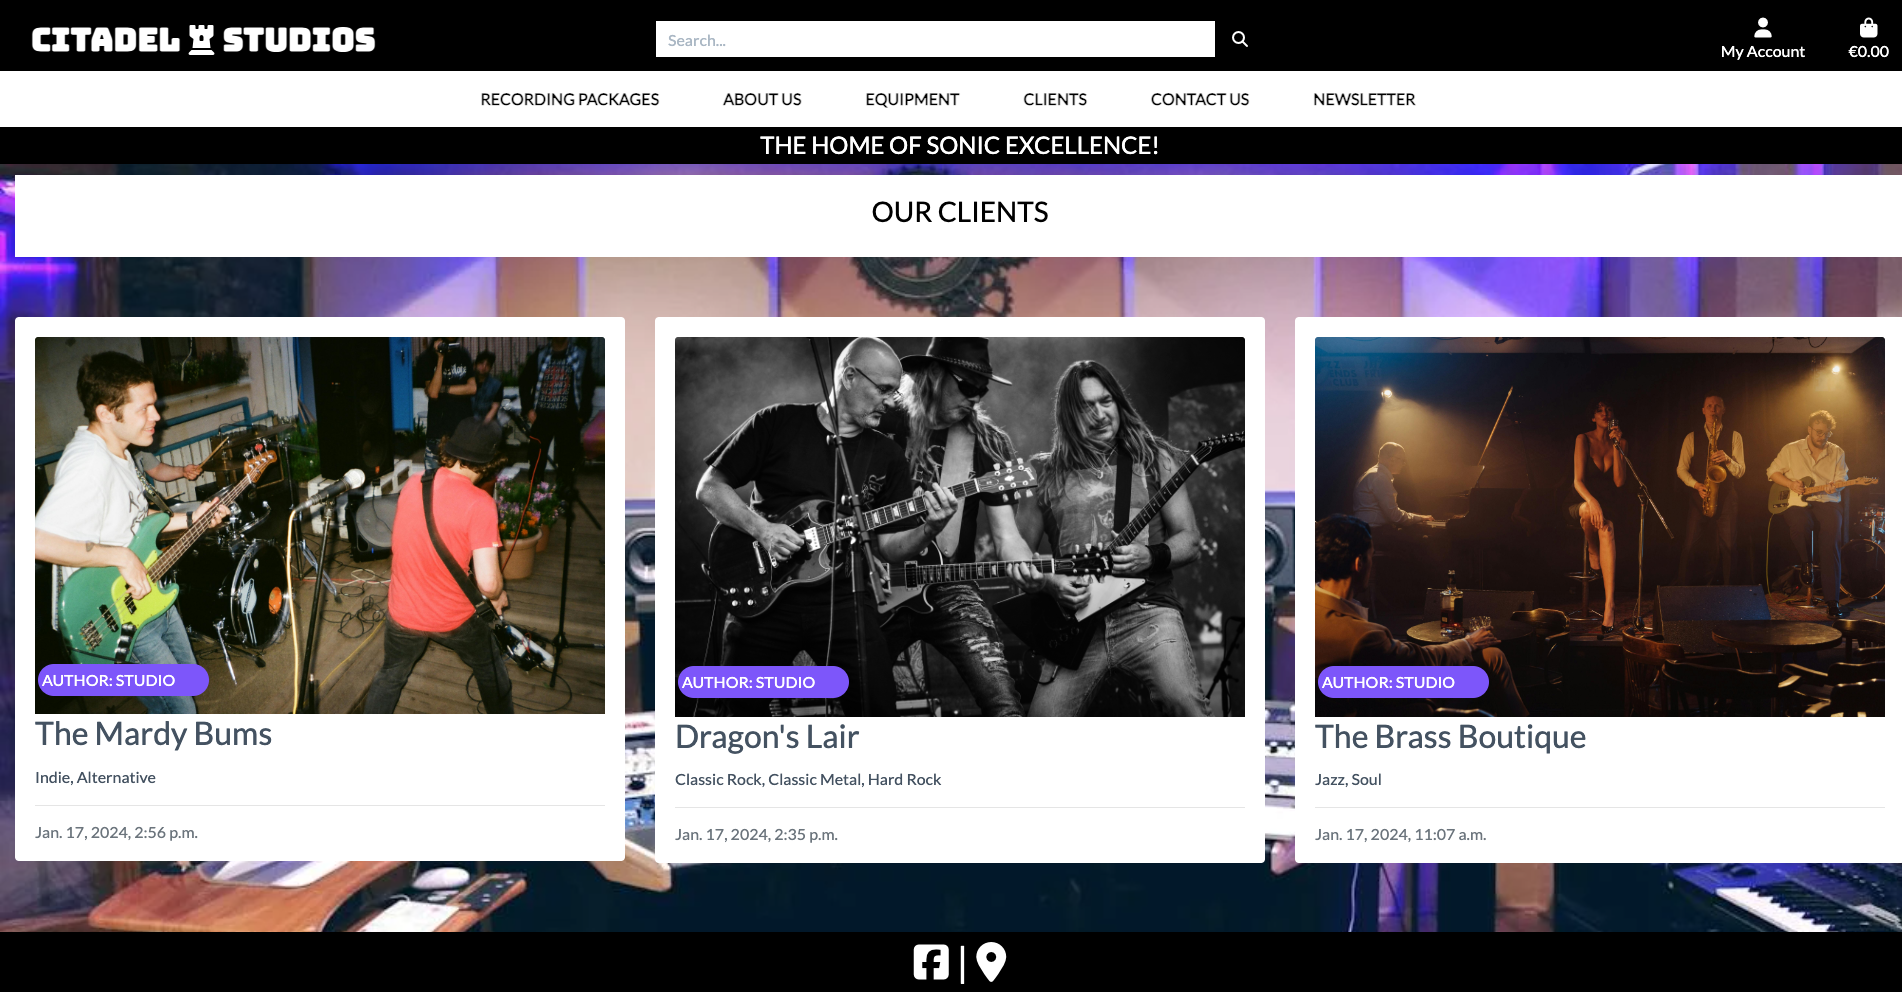 CITADEL STUDIOS
Search...
My Account
€0.00
RECORDING PACKAGES
ABOUT US
EQUIPMENT
CLIENTS
CONTACT US
NEWSLETTER
THE HOME OF SONIC EXCELLENCE!
OUR CLIENTS
AUTHOR: STUDIO
The Mardy Bums
Indie, Alternative
Jan. 17, 2024, 2:56 p.m.
AUTHOR: STUDIO
Dragon's Lair
Classic Rock, Classic Metal, Hard Rock
Jan. 17, 2024, 2:35 p.m.
AUTHOR: STUDIO
The Brass Boutique
Jazz, Soul
Jan. 17, 2024, 11:07 a.m.